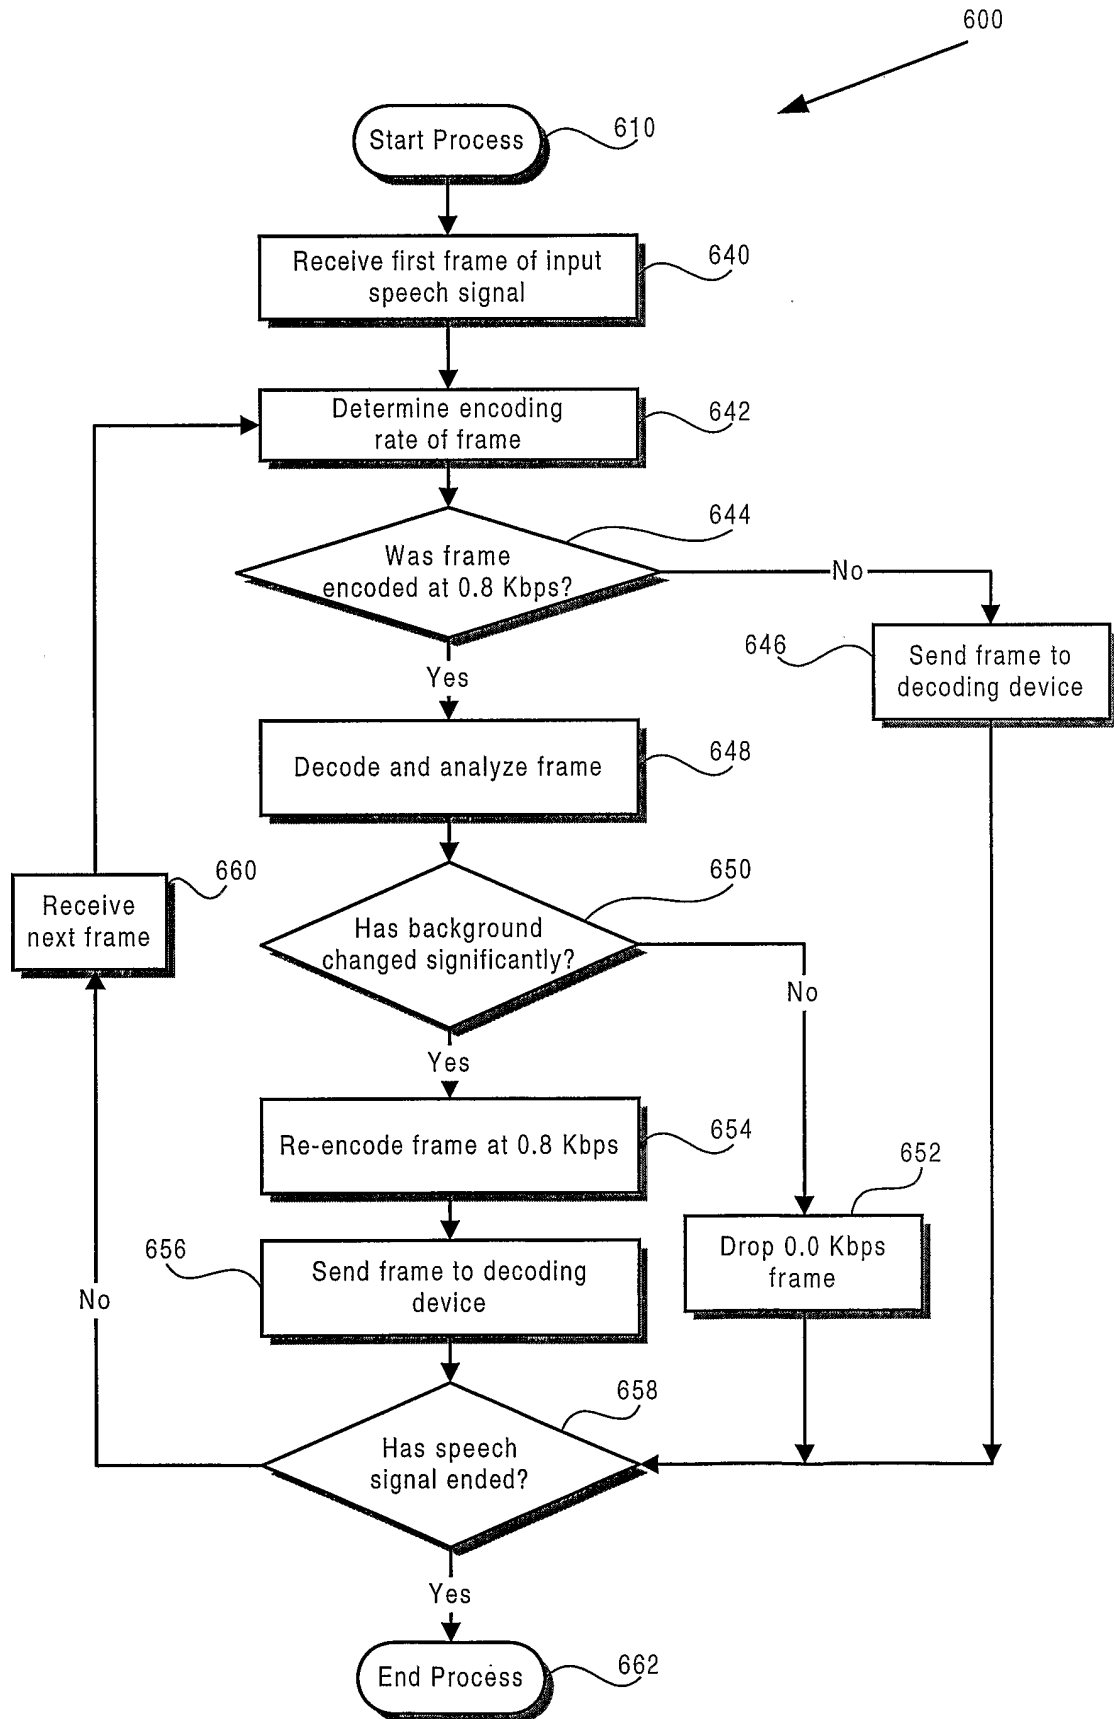 600
Start Process
610
Receive first frame of input
speech signal
640
Determine encoding
rate of frame
642
Was frame
encoded at 0.8 Kbps?
644
No
646
Send frame to
decoding device
Yes
Decode and analyze frame
648
660
Receive
next frame
Has background
changed significantly?
650
No
Yes
Re-encode frame at 0.8 Kbps
654
652
Drop 0.0 Kbps
frame
656
Send frame to decoding
device
No
Has speech
signal ended?
658
Yes
End Process
662